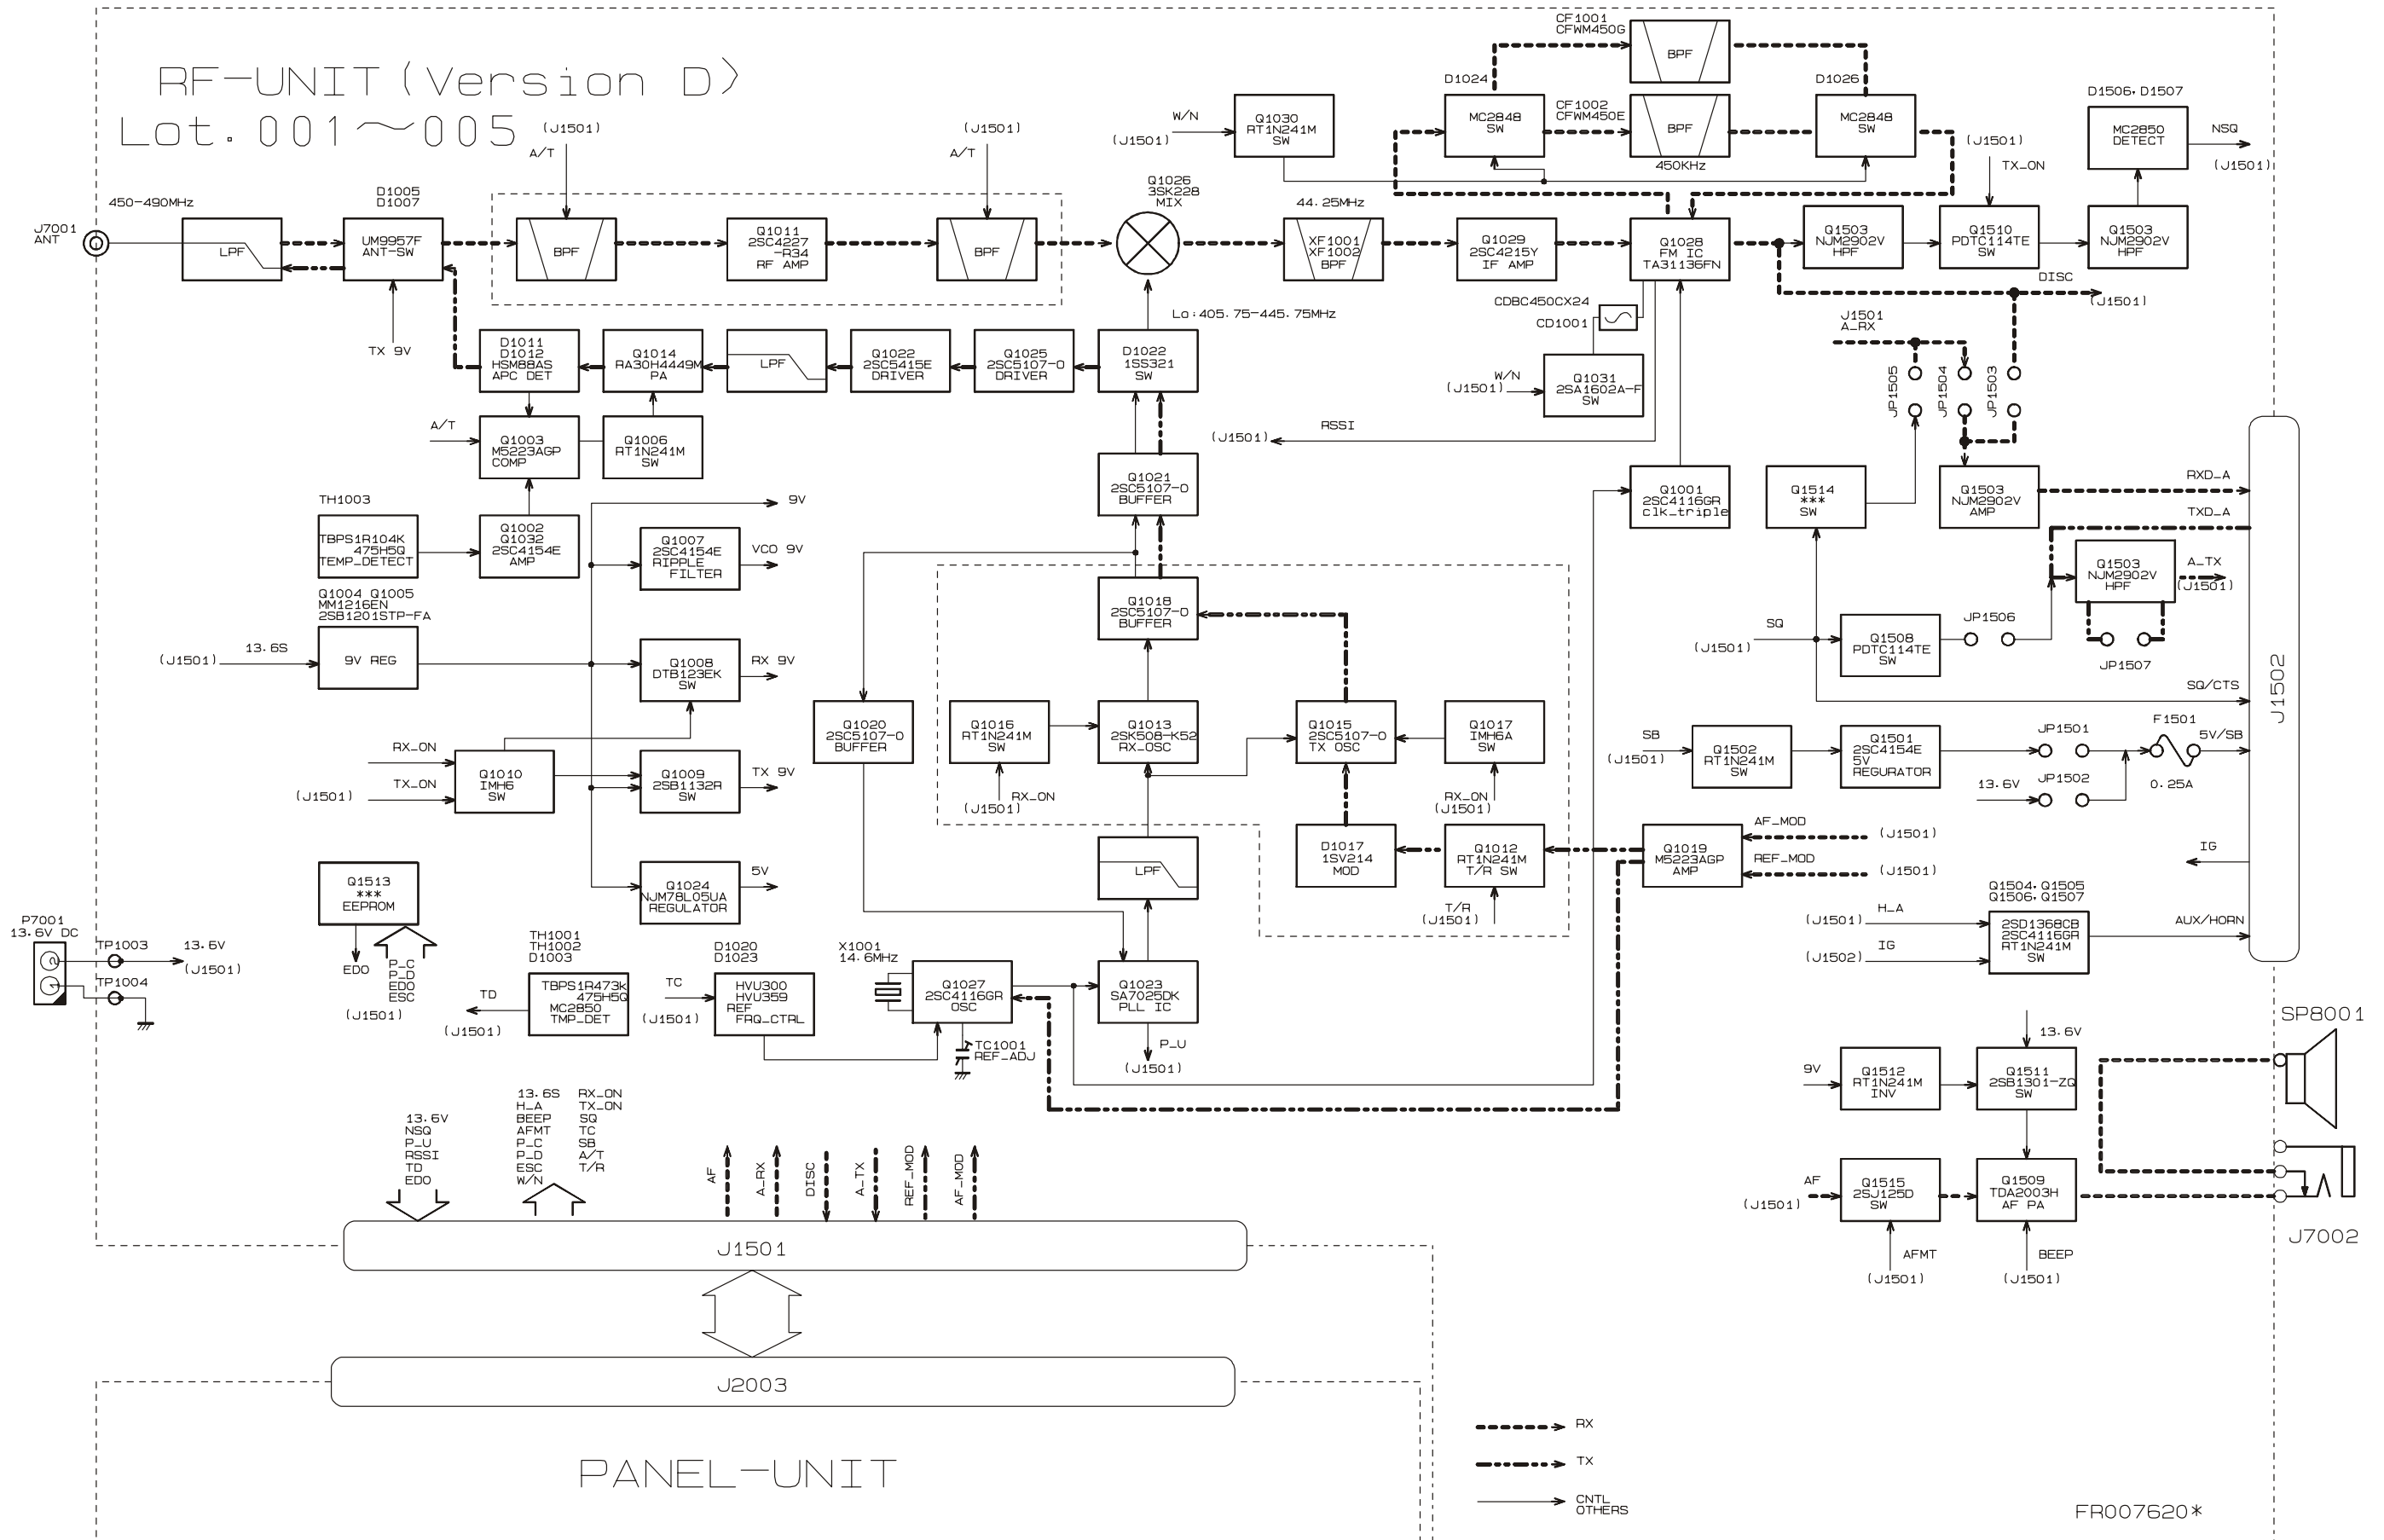 RF-UNIT(Version D)
Lot.001~005
450-490MHz
J7001
ANT
LPF
D1005
D1007
UM9957F
ANT-SW
TX 9V
(J1501)
A/T
BPF
Q1011
2SC4227
-R34
RF AMP
(J1501)
A/T
BPF
Q1026
3SK228
MIX
W/N
(J1501)
Q1030
RT1N241M
SW
D1024
MC2848
SW
CF1001
CFWM450G
BPF
CF1002
CFWM450E
BPF
450KHz
D1026
MC2848
SW
44.25MHz
XF1001
XF1002
BPF
Q1029
2SC4215Y
IF AMP
Q1028
FM IC
TA31136FN
Q1503
NJM2902V
HPF
(J1501)
TX_ON
Q1510
PDTC114TE
SW
Q1503
NJM2902V
HPF
D1506,D1507
MC2850
DETECT
NSQ
(J1501)
DISC
(J1501)
Lo:405.75-445.75MHz
CDBC450CX24
CD1001
W/N
(J1501)
Q1031
2SA1602A-F
SW
RSSI
(J1501)
J1501
A_RX
JP1505
JP1504
JP1503
D1011
D1012
HSM88AS
APC DET
Q1014
RA30H4449M
PA
LPF
Q1022
2SC5415E
DRIVER
Q1025
2SC5107-O
DRIVER
D1022
1SS321
SW
A/T
Q1003
M5223AGP
COMP
Q1006
RT1N241M
SW
Q1021
2SC5107-O
BUFFER
Q1001
2SC4116GR
clk_triple
Q1514
***
SW
Q1503
NJM2902V
AMP
RXD_A
TXD_A
TH1003
TBPS1R104K
475H5Q
TEMP_DETECT
Q1002
Q1032
2SC4154E
AMP
9V
Q1007
2SC4154E
RIPPLE
FILTER
VCO 9V
Q1004 Q1005
MM1216EN
2SB1201STP-FA
9V REG
13.6S
(J1501)
Q1008
DTB123EK
SW
RX 9V
Q1018
2SC5107-O
BUFFER
Q1503
NJM2902V
HPF
A_TX
(J1501)
JP1507
SQ
(J1501)
Q1508
PDTC114TE
SW
JP1506
SQ/CTS
J1502
RX_ON
TX_ON
(J1501)
Q1010
IMH6
SW
Q1009
2SB1132R
SW
TX 9V
Q1020
2SC5107-O
BUFFER
Q1016
RT1N241M
SW
RX_ON
(J1501)
Q1013
2SK508-K52
RX_OSC
Q1015
2SC5107-O
TX OSC
Q1017
IMH6A
SW
RX_ON
(J1501)
SB
(J1501)
Q1502
RT1N241M
SW
Q1501
2SC4154E
5V
REGURATOR
JP1501
13.6V
JP1502
F1501
0.25A
5V/SB
Q1513
***
EEPROM
EDO
P_C
P_D
EDO
ESC
(J1501)
Q1024
NJM78L05UA
REGULATOR
5V
LPF
D1017
1SV214
MOD
Q1012
RT1N241M
T/R SW
T/R
(J1501)
Q1019
M5223AGP
AMP
AF_MOD
(J1501)
REF_MOD
(J1501)
IG
Q1504,Q1505
Q1506,Q1507
H_A
(J1501)
IG
(J1502)
2SD1368CB
2SC4116GR
RT1N241M
SW
AUX/HORN
P7001
13.6V DC
2
1
TP1003
TP1004
13.6V
(J1501)
TD
(J1501)
TH1001
TH1002
D1003
TBPS1R473k
475H5Q
MC2850
TMP_DET
TC
(J1501)
D1020
D1023
HVU300
HVU359
REF
FRQ_CTRL
X1001
14.6MHz
Q1027
2SC4116GR
OSC
TC1001
REF_ADJ
Q1023
SA7025DK
PLL IC
P_U
(J1501)
9V
Q1512
RT1N241M
INV
13.6V
Q1511
2SB1301-ZQ
SW
SP8001
AF
(J1501)
Q1515
2SJ125D
SW
AFMT
(J1501)
Q1509
TDA2003H
AF PA
BEEP
(J1501)
J7002
13.6V
NSQ
P_U
RSSI
TD
EDO
13.6S RX_ON
H_A TX_ON
BEEP SQ
AFMT TC
P_C SB
P_D A/T
ESC T/R
W/N
AF
A_RX
DISC
A_TX
REF_MOD
AF_MOD
J1501
J2003
PANEL-UNIT
RX
TX
CNTL
OTHERS
FR007620*